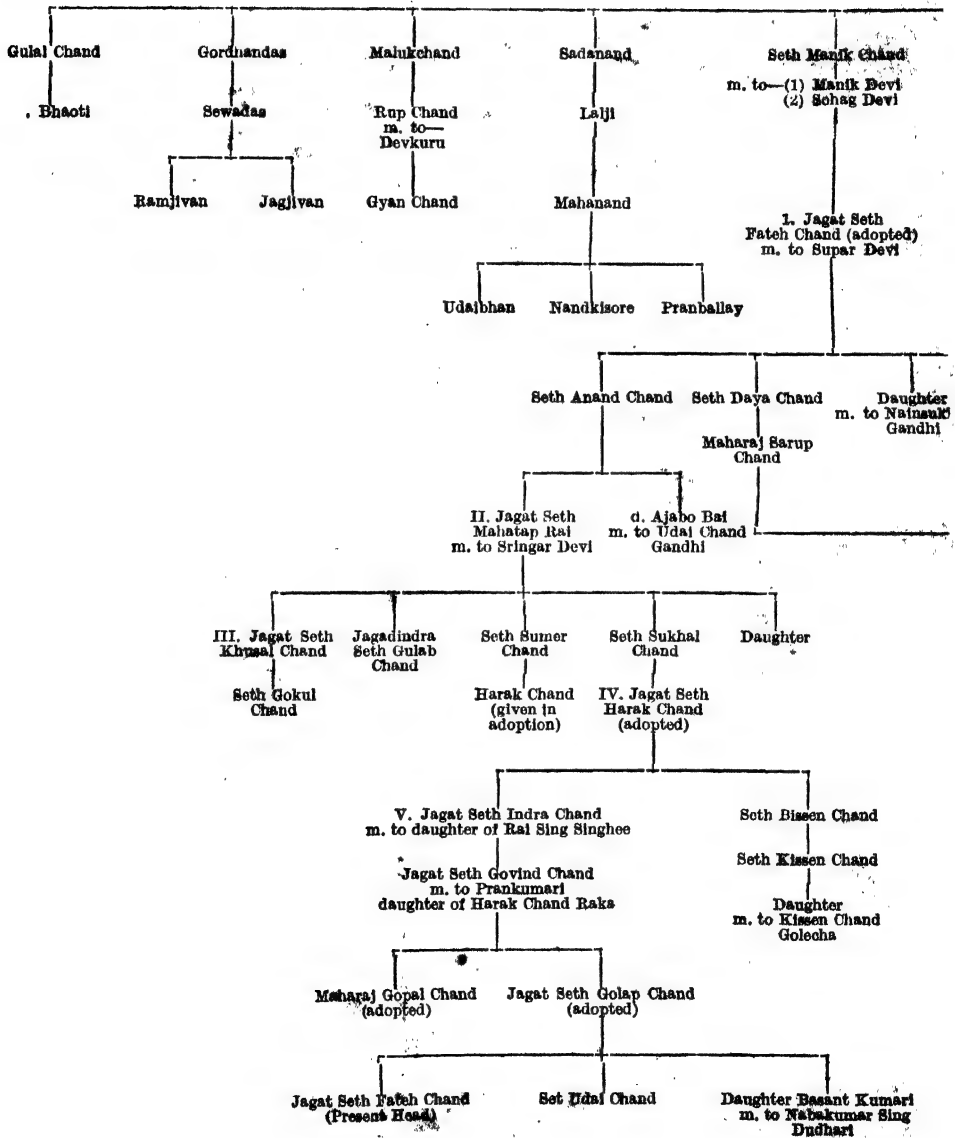 Gulal Chand
Gordhandas
Malukchand
Sadanand
Seth Manik Chand
m. to—(1) Manik Devi
(2) Sohag Devi
Bhaoti
Sewadas
Rup Chand
m. to—
Devkuru
Lalji
Ramjivan
Jagjivan
Gyan Chand
Mahanand
1. Jagat Seth
Fateh Chand (adopted)
m. to Supar Devi
Udaibhan
Nandkisore
Pranballay
Seth Anand Chand
Seth Daya Chand
Daughter
m. to Nainsuk
Gandhi
Maharaj Sarup
Chand
II. Jagat Seth
Mahatap Rai
m. to Sringar Devi
d. Ajabo Bai
m. to Udai Chand
Gandhi
III. Jagat Seth
Khusal Chand
Jagadindra
Seth Gulab
Chand
Seth Sumer
Chand
Seth Sukhal
Chand
Daughter
Seth Gokul
Chand
Harak Chand
(given in
adoption)
IV. Jagat Seth
Harak Chand
(adopted)
V. Jagat Seth Indra Chand
m. to daughter of Rai Sing Singhee
Seth Bissen Chand
Jagat Seth Govind Chand
m. to Prankumari
daughter of Harak Chand Raka
Seth Kissen Chand
Daughter
m. to Kissen Chand
Golecha
Maharaj Gopal Chand
(adopted)
Jagat Seth Golap Chand
(adopted)
Jagat Seth Fateh Chand
(Present Head)
Set Udai Chand
Daughter Basant Kumari
m. to Nabakumar Sing
Dudhari